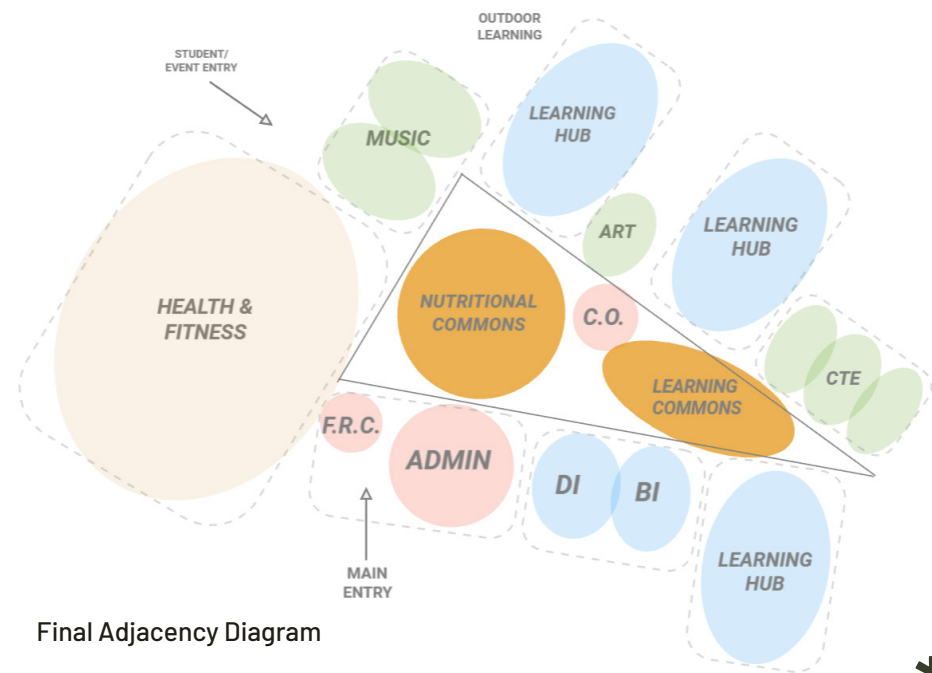 OUTDOOR
LEARNING
STUDENT/
EVENT ENTRY
LEARNING
HUB
MUSIC
ART
LEARNING
HUB
HEALTH &
FITNESS
NUTRITIONAL
COMMONS
C.O.
LEARNING
COMMONS
CTE
F.R.C.
ADMIN
DI
BI
LEARNING
HUB
MAIN
ENTRY
Final Adjacency Diagram